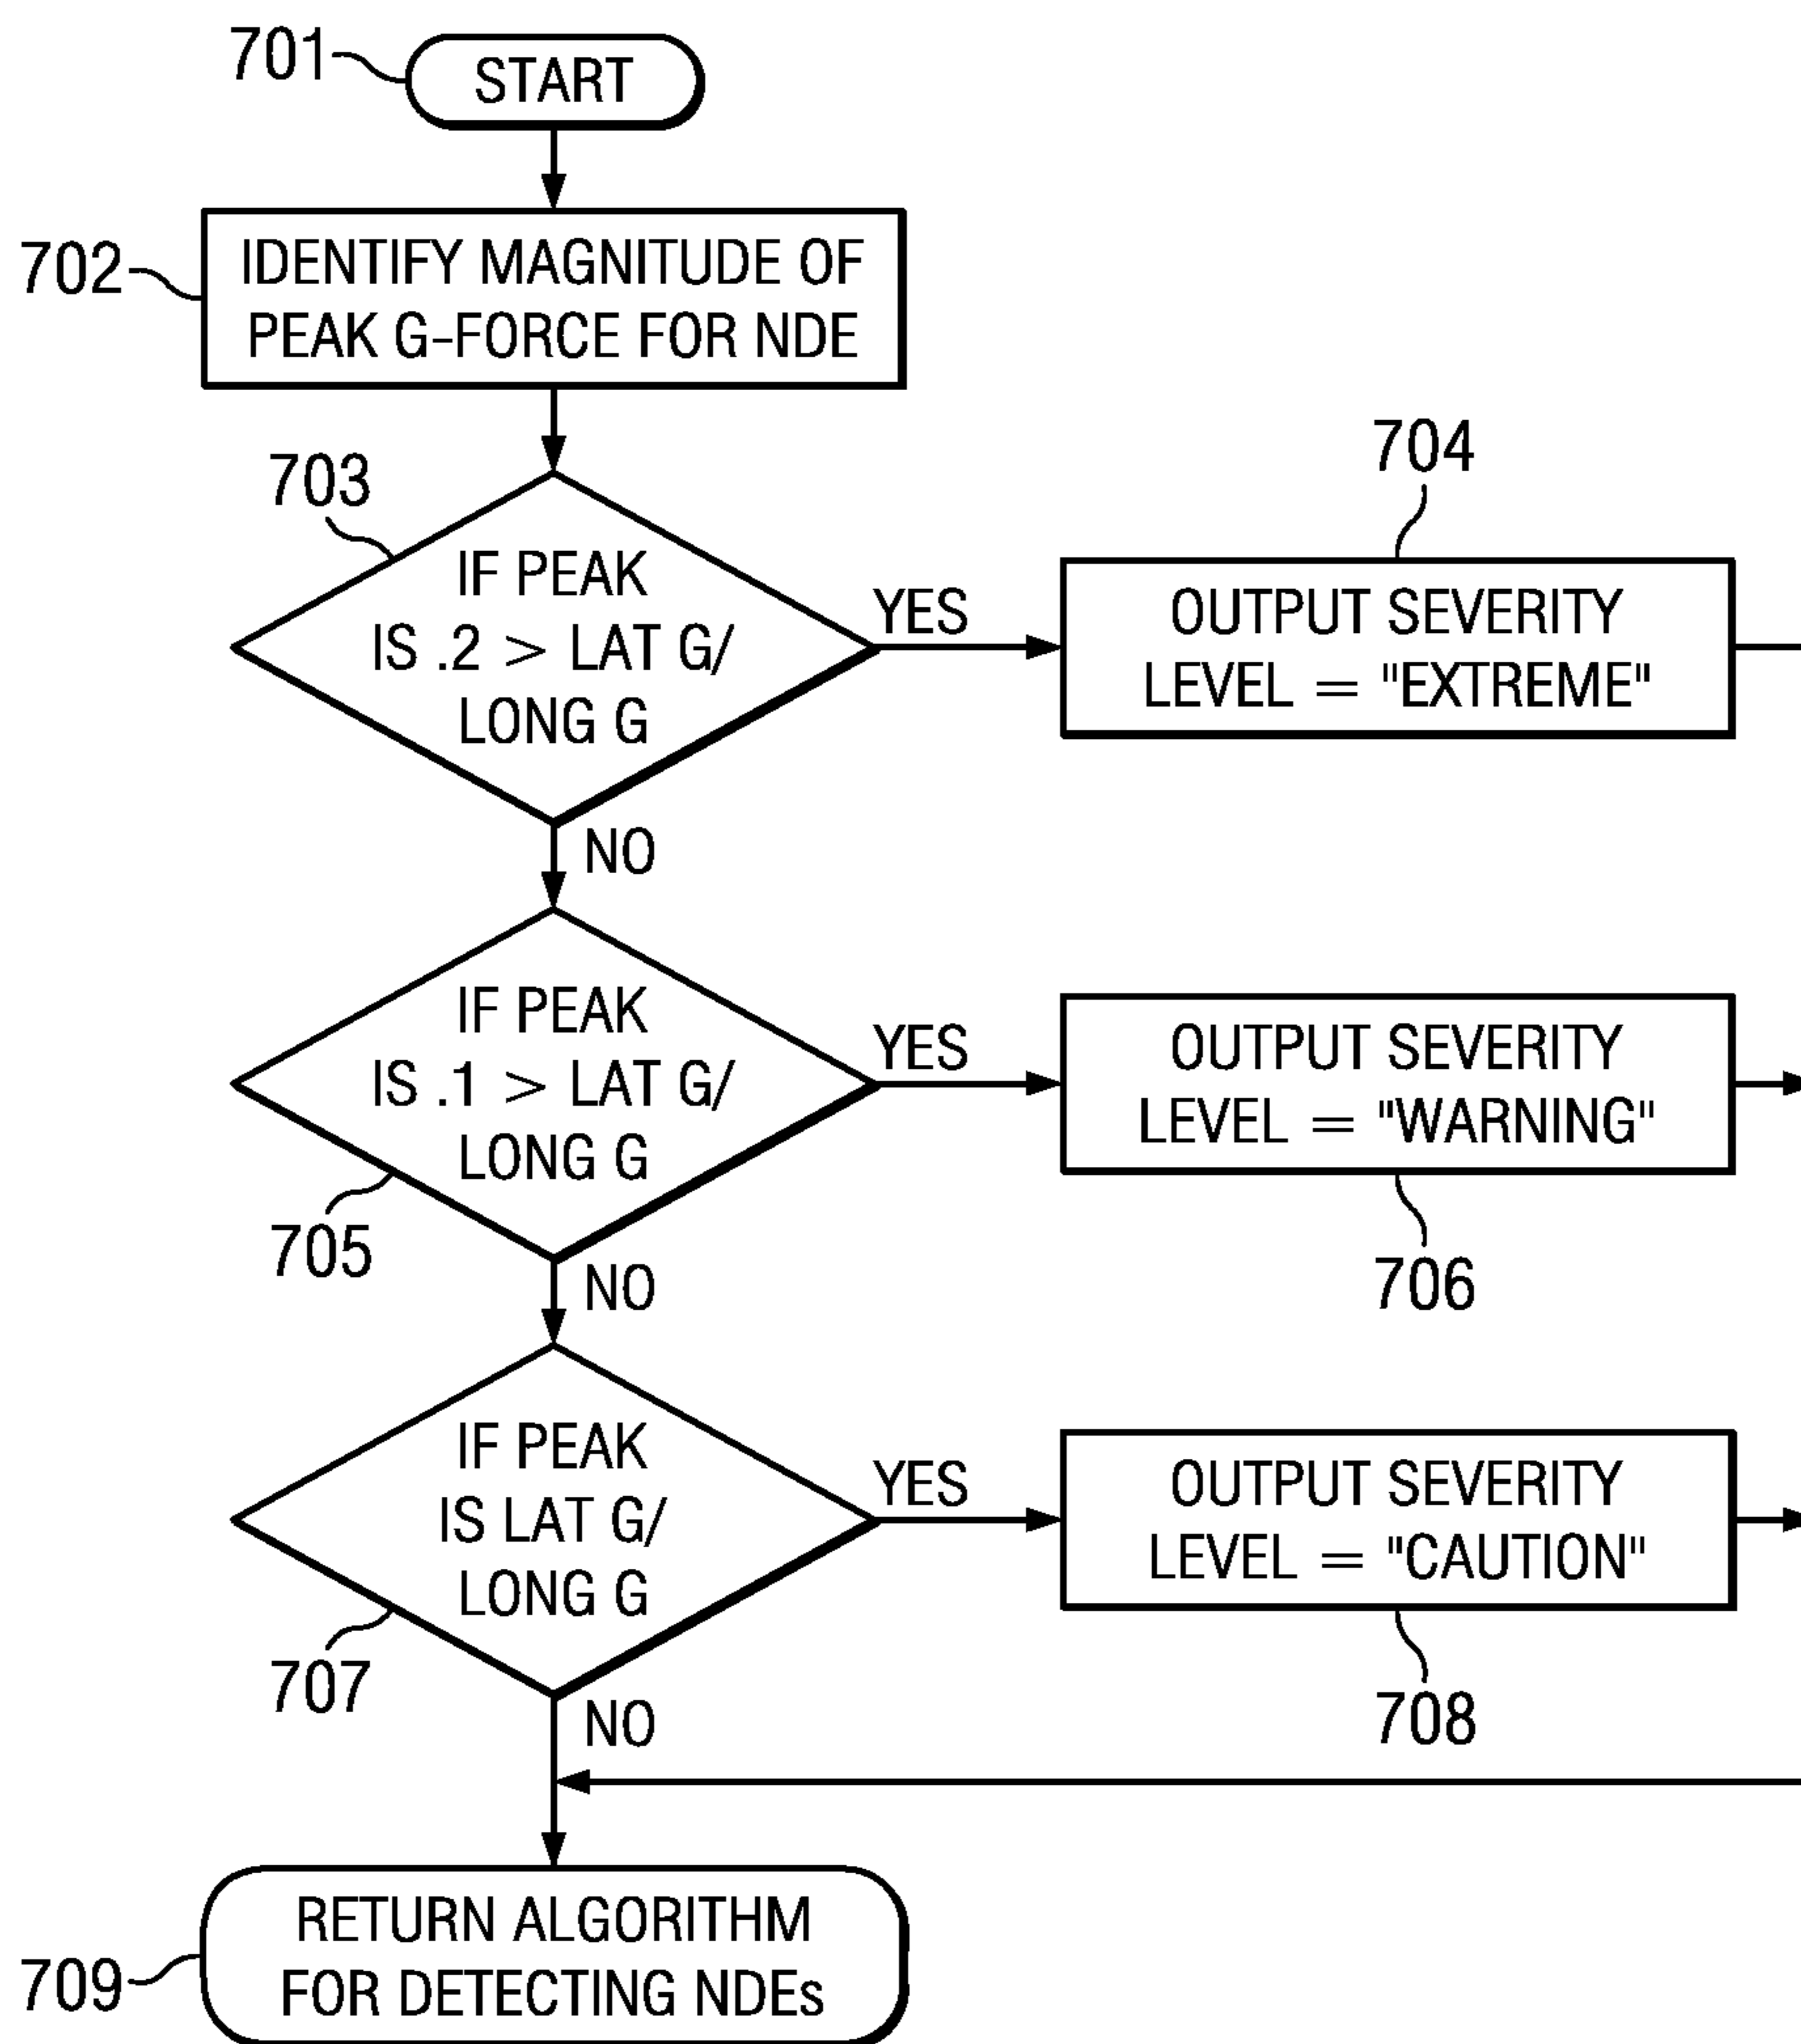 701
START
702
IDENTIFY MAGNITUDE OF
PEAK G-FORCE FOR NDE
703
IF PEAK
IS .2 > LAT G/
LONG G
YES
704
OUTPUT SEVERITY
LEVEL = "EXTREME"
NO
705
IF PEAK
IS .1 > LAT G/
LONG G
YES
OUTPUT SEVERITY
LEVEL = "WARNING"
706
NO
IF PEAK
IS LAT G/
LONG G
707
YES
OUTPUT SEVERITY
LEVEL = "CAUTION"
708
NO
709
RETURN ALGORITHM
FOR DETECTING NDEs